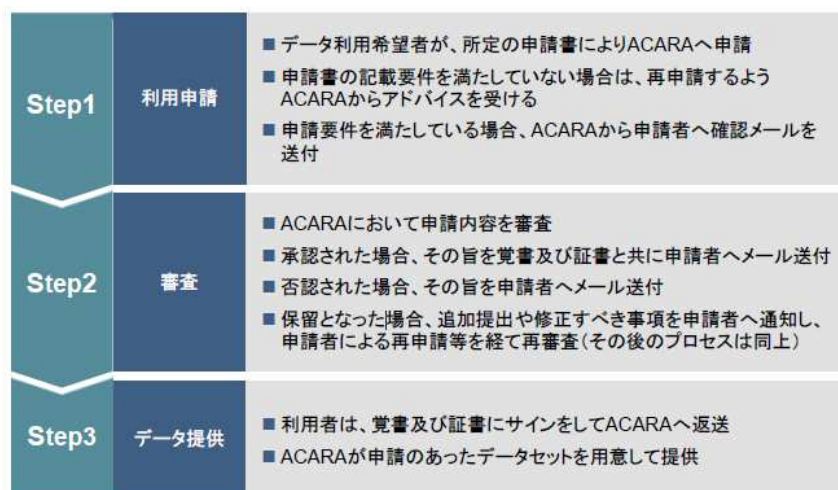 Step1
利用申請
■データ利用希望者が、所定の申請書によりACARAへ申請
■申請書の記載要件を満たしていない場合は、再申請するよう
ACARAからアドバイスを受ける
■申請要件を満たしている場合、ACARAから申請者へ確認メールを
送付
Step2
審査
■ACARAにおいて申請内容を審査
■承認された場合、その旨を覚書及び証書と共に申請者へメール送付
■否認された場合、その旨を申請者へメール送付
■保留となった場合、追加提出や修正すべき事項を申請者へ通知し、
申請者による再申請等を経て再審査(その後のプロセスは同上)
Step3
データ提供
■利用者は、覚書及び証書にサインをしてACARAへ返送
■ACARAが申請のあったデータセットを用意して提供